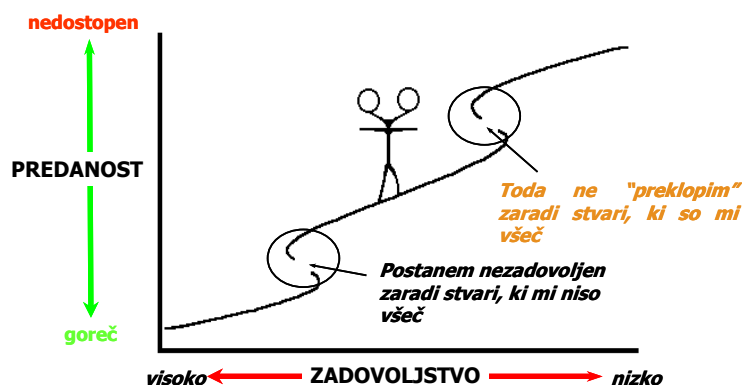 nedostopen
PREDANOST
goreč
Toda ne “preklopim”
zaradi stvari, ki so mi
všeč
Postanem nezadovoljen
zaradi stvari, ki mi niso
všeč
visoko ZADOVOLJSTVO nizko